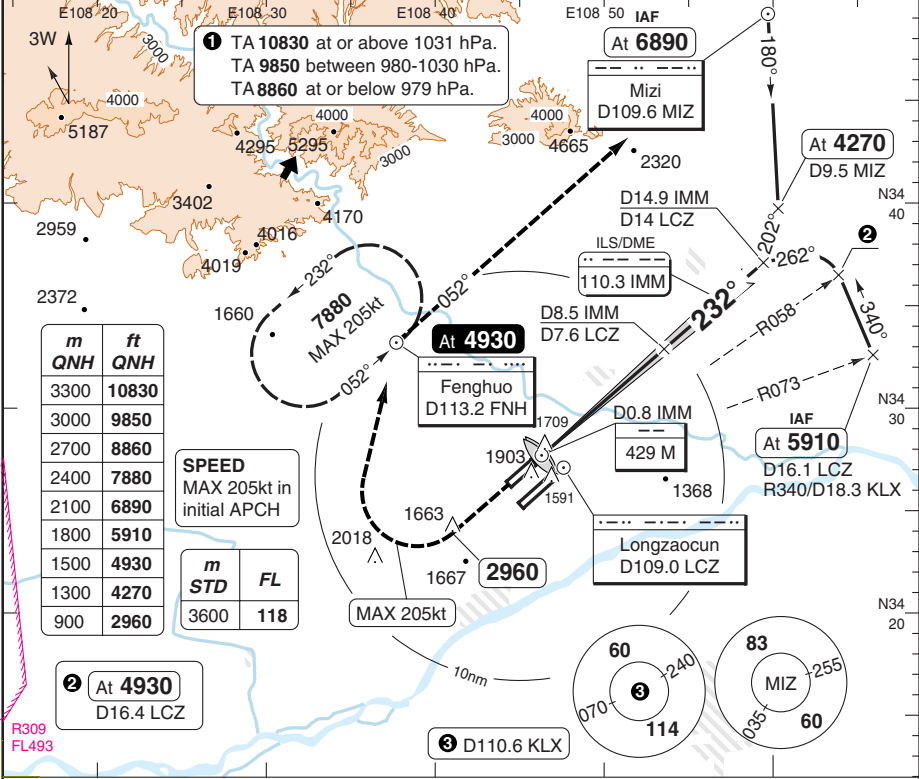 E108 20
E108 30
E108 40
E108 50
IAF
At 6890
180°
3W
3000
❶ TA 10830 at or above 1031 hPa.
TA 9850 between 980-1030 hPa.
TA 8860 at or below 979 hPa.
Mizi
D109.6 MIZ
4000
5187
4000
4295
5295
3000
4000
3000
4665
2320
At 4270
D9.5 MIZ
3402
4170
D14.9 IMM
D14 LCZ
202°
N34
40
2959
4016
4019
ILS/DME
110.3 IMM
262°
❷
232°
052°
232°
2372
1660
7880
MAX 205kt
D8.5 IMM
D7.6 LCZ
R058
340°
052°
At 4930
Fenghuo
D113.2 FNH
R073
m
QNH
ft
QNH
3300 10830
3000 9850
2700 8860
2400 7880
2100 6890
1800 5910
1500 4930
1300 4270
900 2960
1709
D0.8 IMM
429 M
IAF
At 5910
D16.1 LCZ
R340/D18.3 KLX
N34
30
1903
1591
1368
SPEED
MAX 205kt in
initial APCH
1663
2018
1667
2960
Longzaocun
D109.0 LCZ
m
STD
FL
3600 118
MAX 205kt
N34
20
10nm
60
240
❸
070
114
83
255
MIZ
035
60
❷ At 4930
D16.4 LCZ
R309
FL493
❸ D110.6 KLX